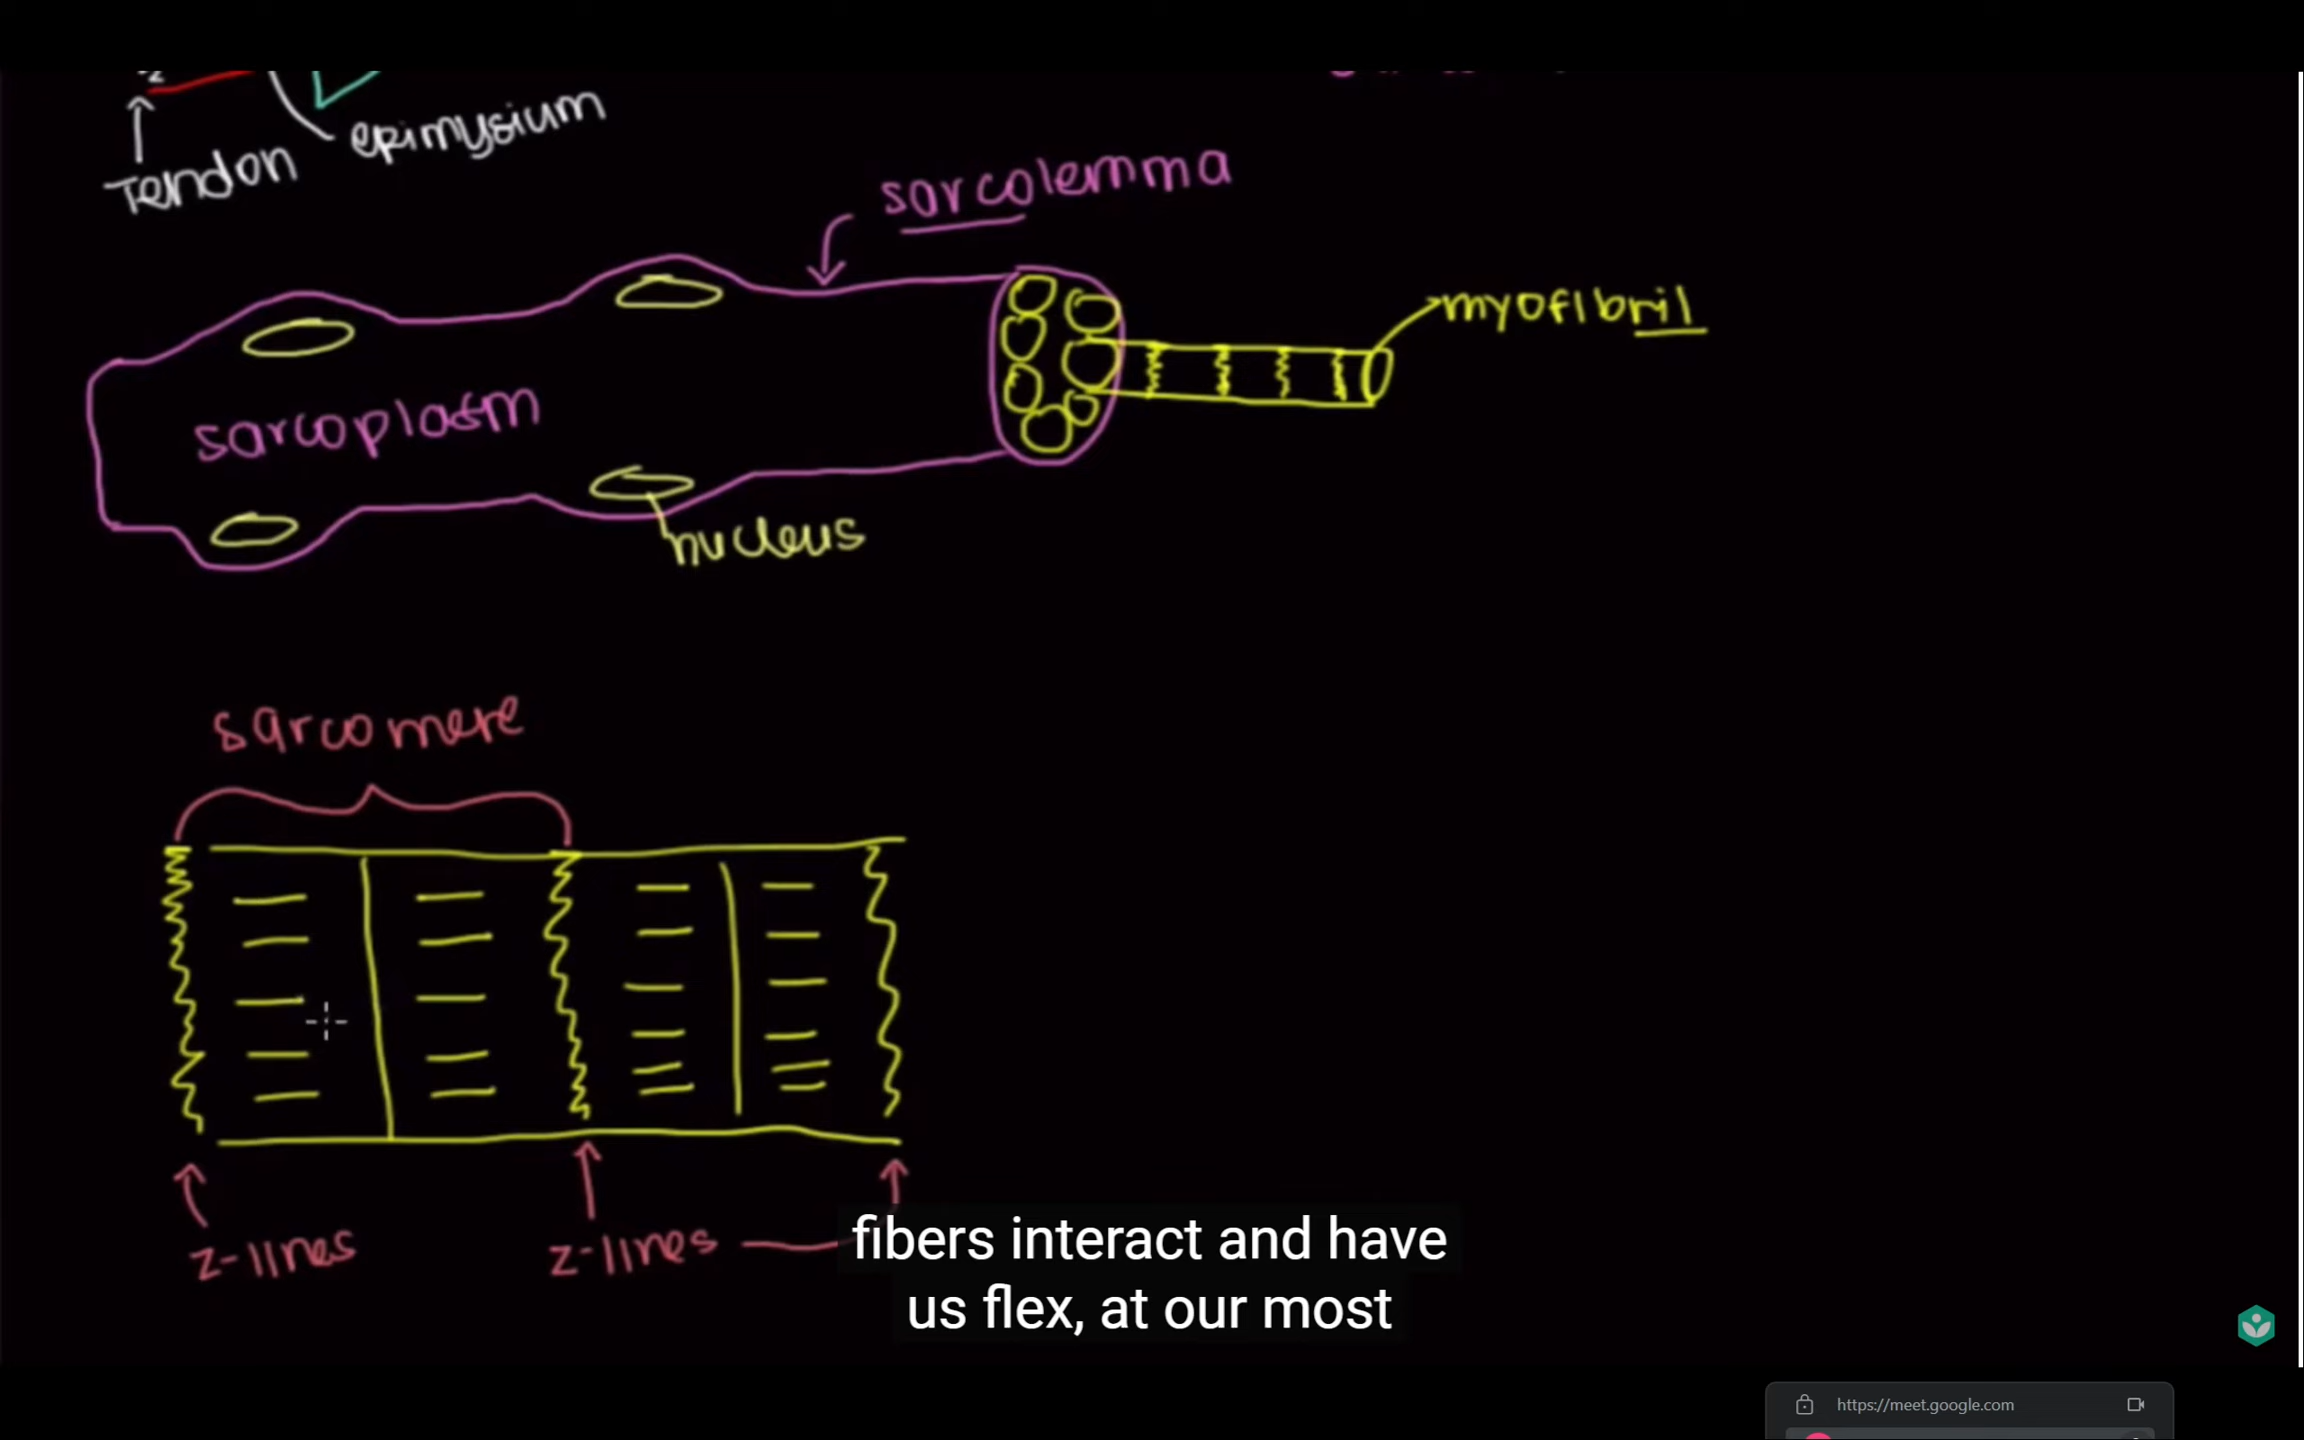 Tendon
epimysium
sarcolemma
myofibril
sarcoplasm
nucleus
sarcomere
z-lines
z-lines
fibers interact and have
us flex, at our most
https://meet.google.com